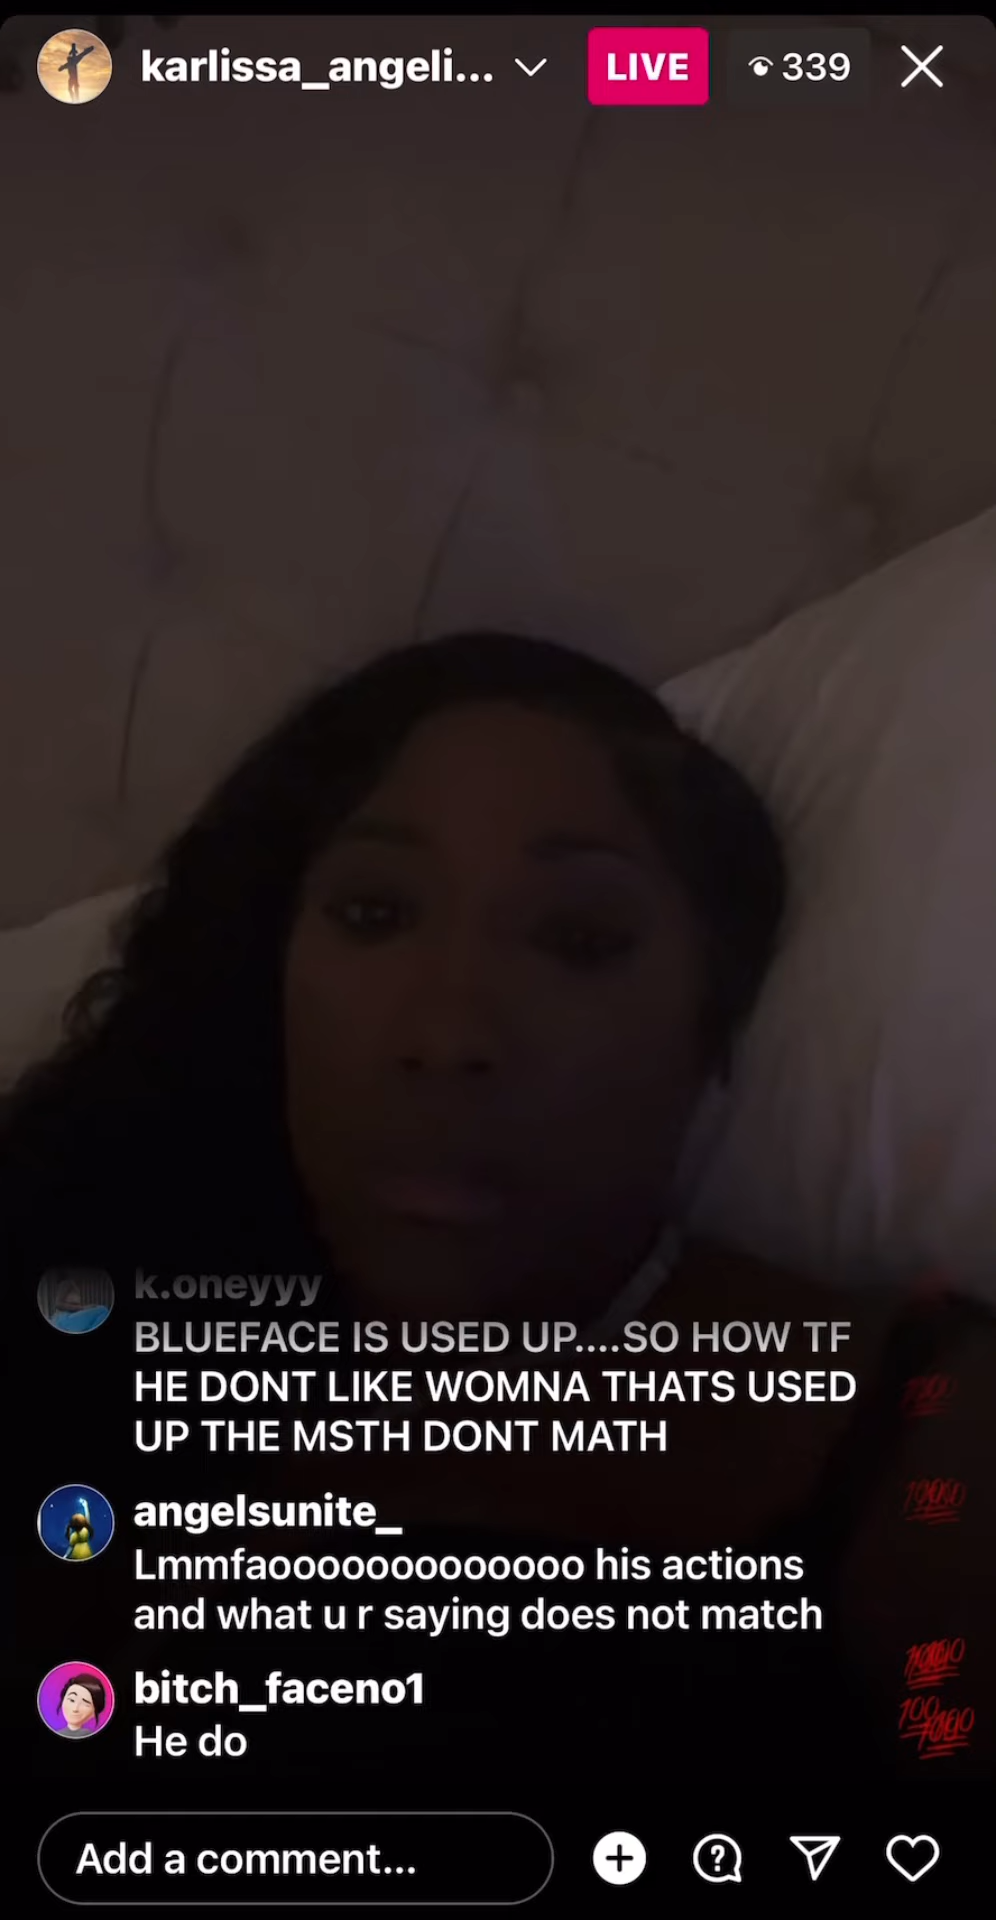 karlissa_angeli...
LIVE
339
k.oneyyy
BLUEFACE IS USED UP....SO HOW TF
HE DONT LIKE WOMNA THATS USED
UP THE MSTH DONT MATH
angelsunite_
Lmmfaooooooooooooo his actions
and what u r saying does not match
bitch_faceno1
He do
Add a comment...